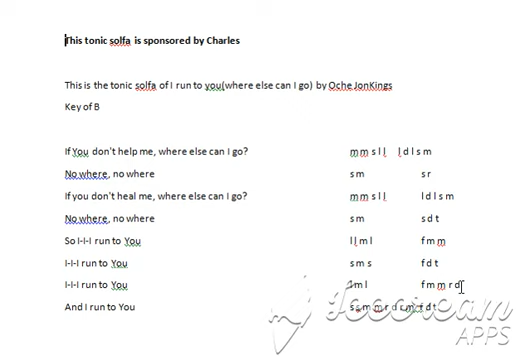 This tonic solfa is sponsored by Charles
This is the tonic solfa of I run to you(where else can I go) by Oche JonKings
Key of B
If You don't help me, where else can I go? m m s l l l d l s m
No where, no where s m s r
If you don't heal me, where else can I go? m m s l l l d l s m
No where, no where s m s d t
So I-I-I run to You l l m l f m m
I-I-I run to You s m s f d t
I-I-I run to You l m l f m m r d
And I run to You
Icecream
APPS